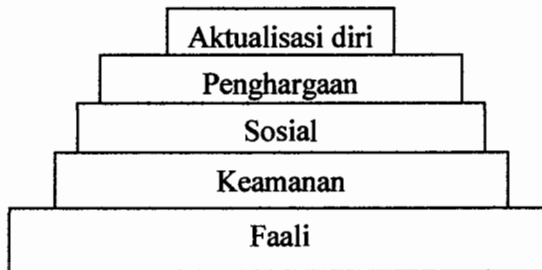 Aktualisasi diri
Penghargaan
Sosial
Keamanan
Faali